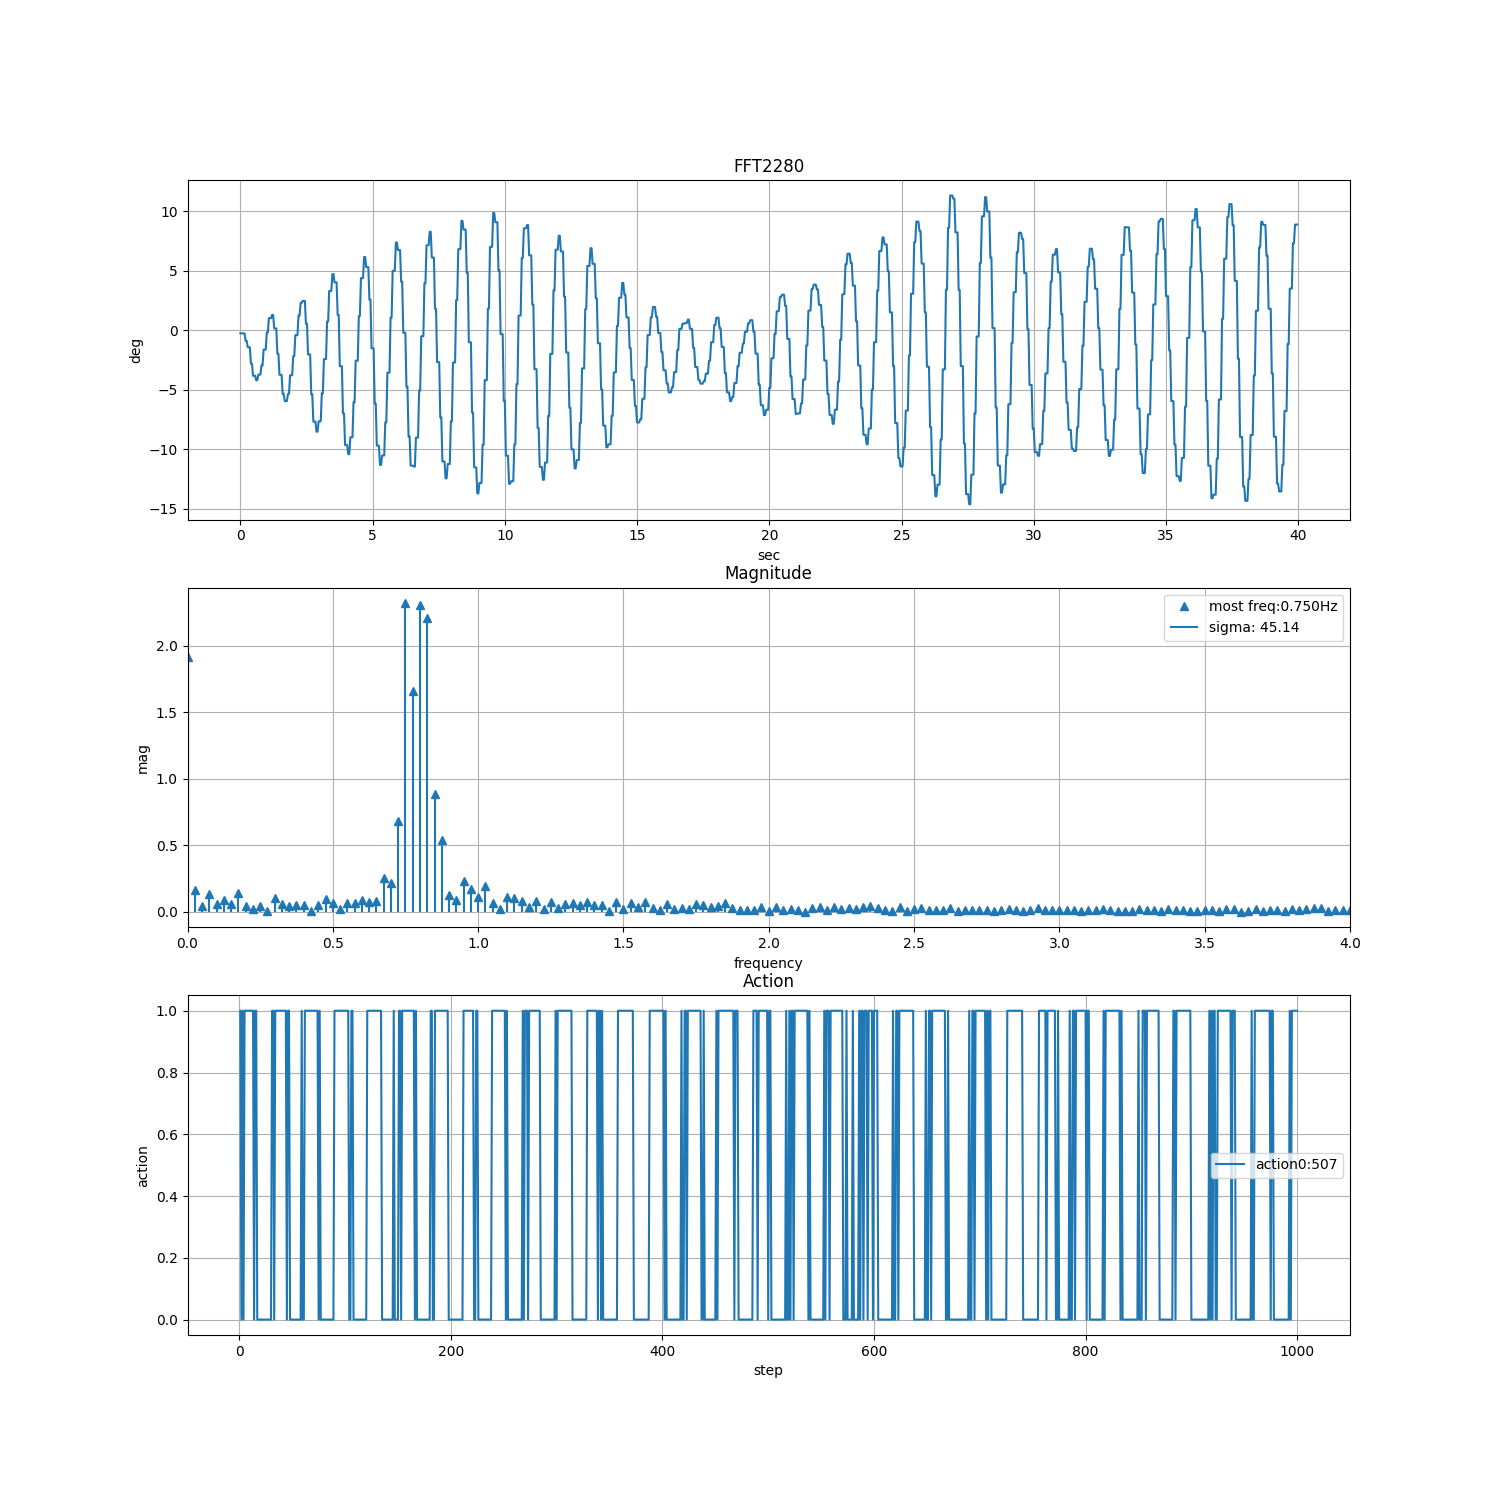 FFT2280
deg
10
5
0
−5
−10
−15
0 5 10 15 20 25 30 35 40
sec
Magnitude
mag
2.0
1.5
1.0
0.5
0.0
most freq:0.750Hz
sigma: 45.14
0.0 0.5 1.0 1.5 2.0 2.5 3.0 3.5 4.0
frequency
Action
action
1.0
0.8
0.6
0.4
0.2
0.0
action0:507
0 200 400 600 800 1000
step